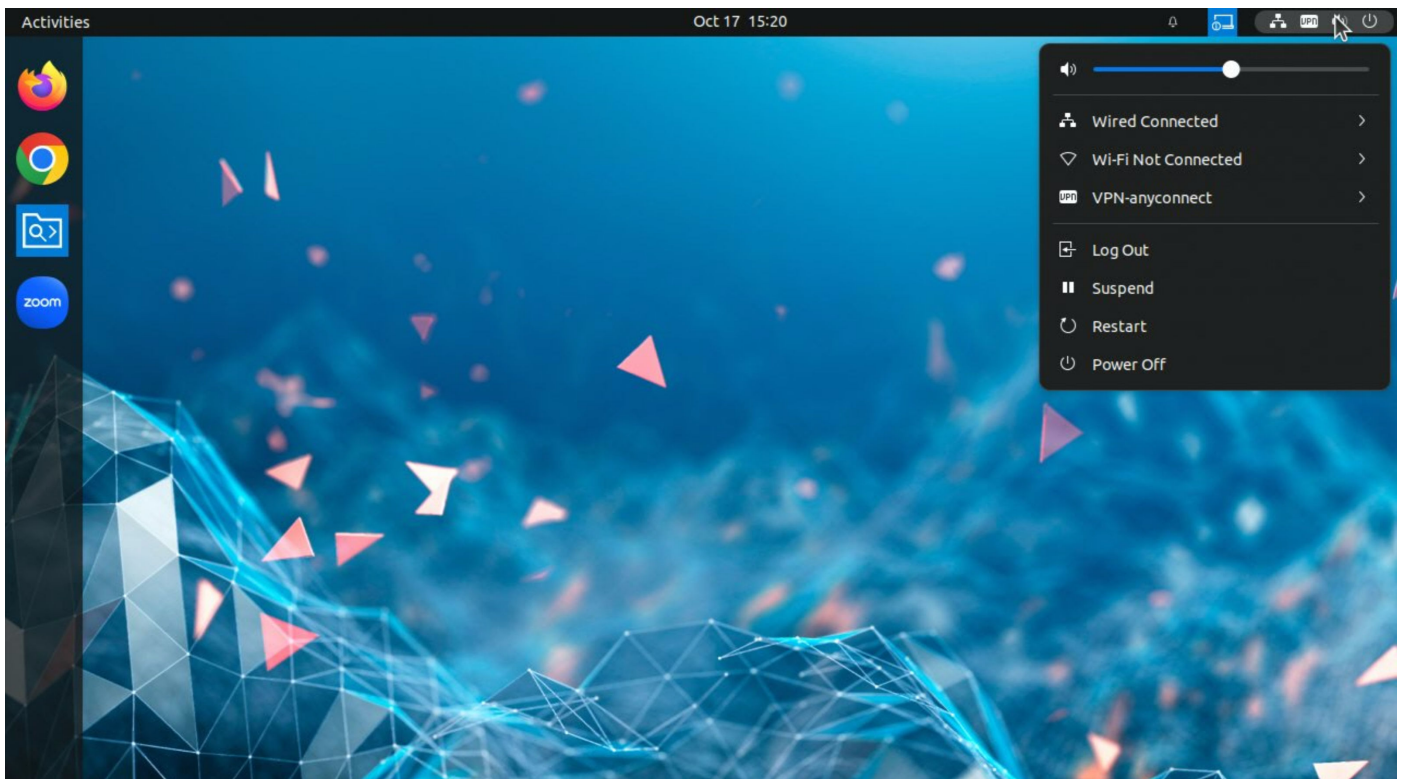 Activities
Oct 17 15:20
VPN
Wired Connected
Wi-Fi Not Connected
VPN VPN-anyconnect
Log Out
Suspend
Restart
Power Off
zoom